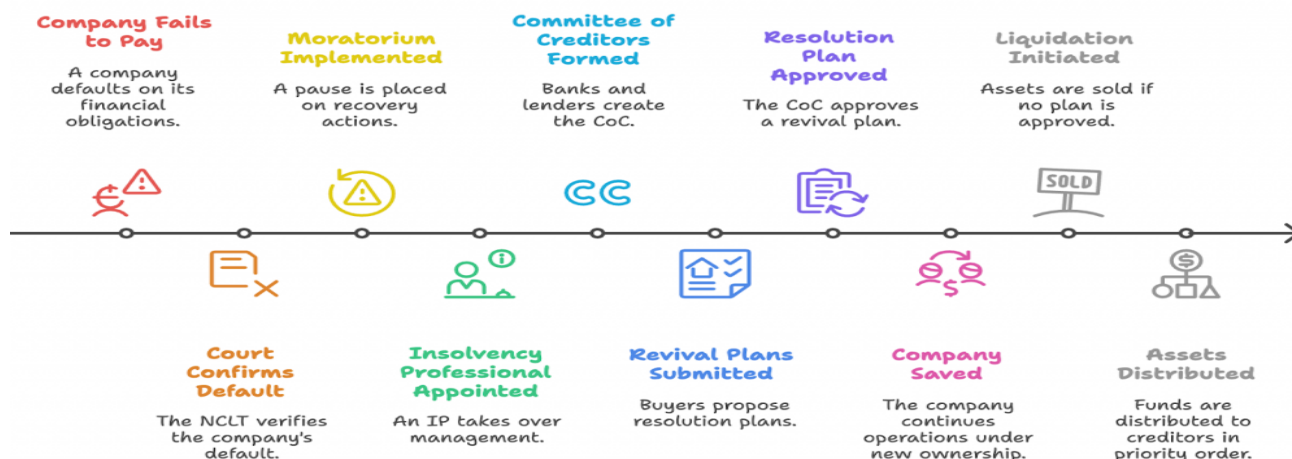 Company Fails
to Pay
A company
defaults on its
financial
obligations.
Court
Confirms
Default
The NCLT verifies
the company's
default.
Moratorium
Implemented
A pause is placed
on recovery
actions.
Insolvency
Professional
Appointed
An IP takes over
management.
Committee of
Creditors
Formed
Banks and
lenders create
the CoC.
CC
Revival Plans
Submitted
Buyers propose
resolution plans.
Resolution
Plan
Approved
The CoC approves
a revival plan.
Company
Saved
The company
continues
operations under
new ownership.
Liquidation
Initiated
Assets are sold if
no plan is
approved.
SOLD
Assets
Distributed
Funds are
distributed to
creditors in
priority order.